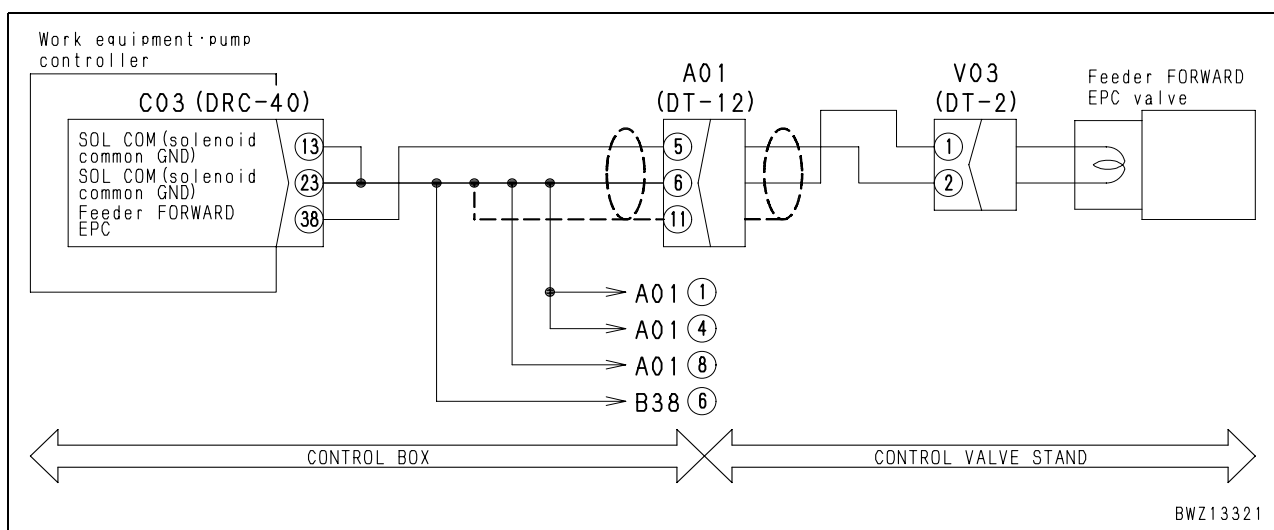 Work equipment·pump
controller
C03 (DRC-40)
A01
(DT-12)
V03
(DT-2)
Feeder FORWARD
EPC valve
SOL COM (solenoid
common GND)
SOL COM (solenoid
common GND)
Feeder FORWARD
EPC
13
23
38
5
6
11
1
2
A01 1
A01 4
A01 8
B38 6
CONTROL BOX
CONTROL VALVE STAND
BWZ13321